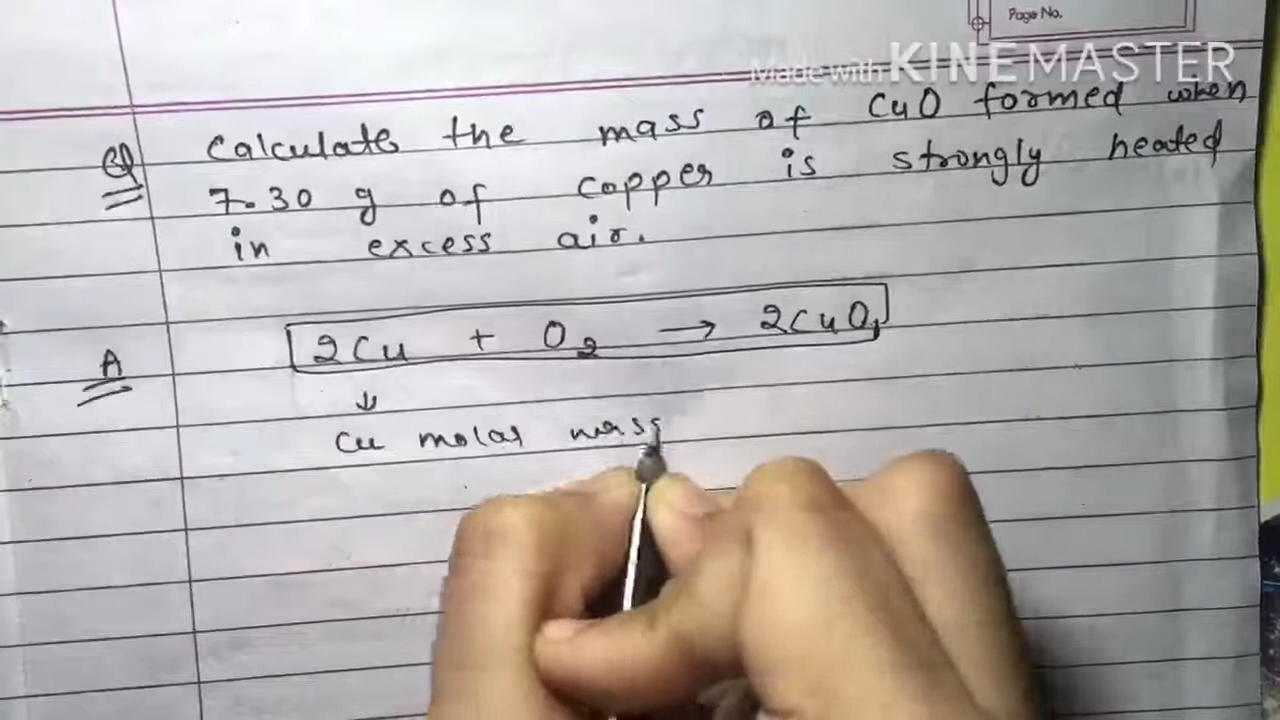 Page No.
Made with KINEMASTER
Q Calculate the mass of CuO formed when
7.30 g of copper is strongly heated
in excess air.
A 2Cu + O₂ → 2CuO,
↓
Cu molar mass